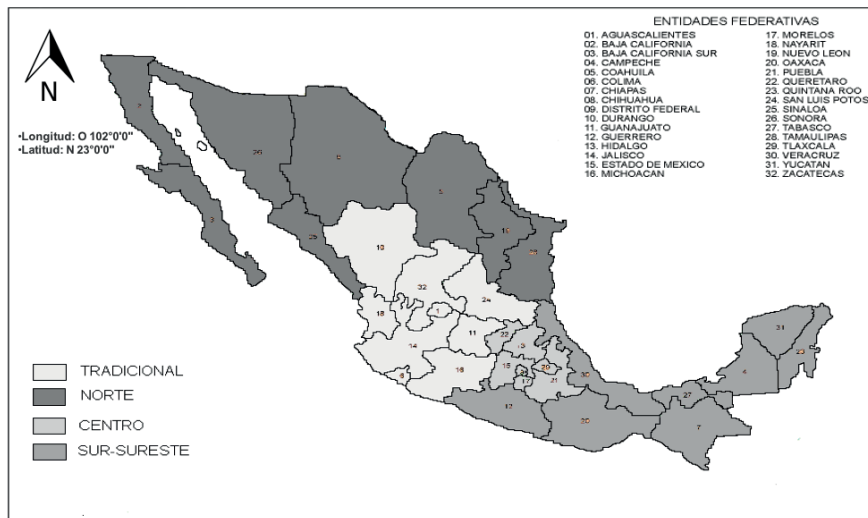 ENTIDADES FEDERATIVAS
01. AGUASCALIENTES
02. BAJA CALIFORNIA
03. BAJA CALIFORNIA SUR
04. CAMPECHE
05. COAHUILA
06. COLIMA
07. CHIAPAS
08. CHIHUAHUA
09. DISTRITO FEDERAL
10. DURANGO
11. GUANAJUATO
12. GUERRERO
13. HIDALGO
14. JALISCO
15. ESTADO DE MEXICO
16. MICHOACAN
17. MORELOS
18. NAYARIT
19. NUEVO LEON
20. OAXACA
21. PUEBLA
22. QUERETARO
23. QUINTANA ROO
24. SAN LUIS POTOS
25. SINALOA
26. SONORA
27. TABASCO
28. TAMAULIPAS
29. TLAXCALA
30. VERACRUZ
31. YUCATAN
32. ZACATECAS
N
•Longitud: O 102°0'0"
•Latitud: N 23°0'0"
3
10
32
24
18
1
11
22
14
15
17
21
16
6
30
27
4
7
TRADICIONAL
NORTE
CENTRO
SUR-SURESTE